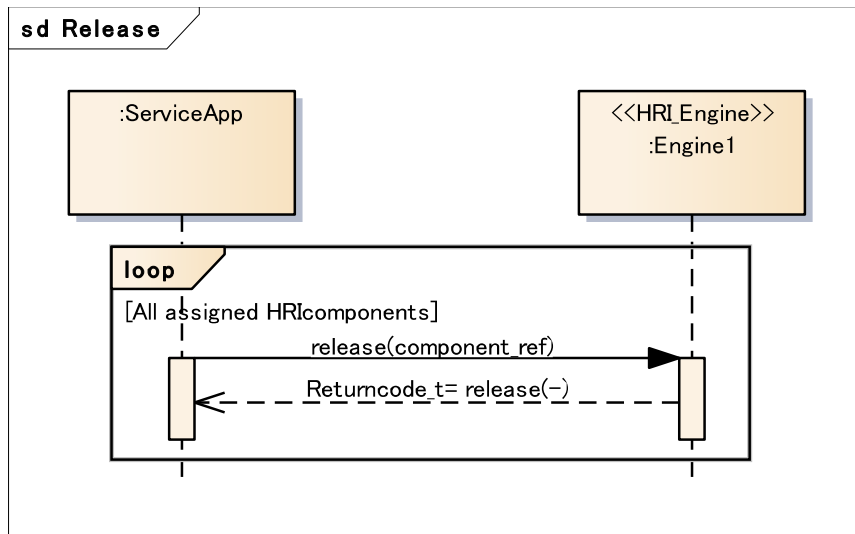 sd Release
:ServiceApp
<<HRI_Engine>>
:Engine1
loop
[All assigned HRIcomponents]
release(component_ref)
Returncode_t= release(-)